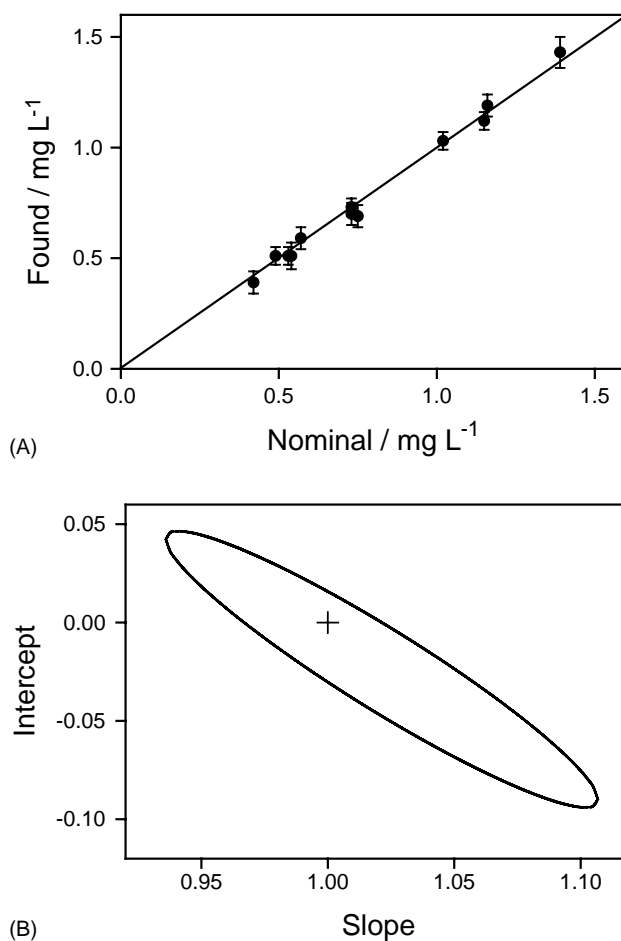 1.5
1.0
0.5
0.0
Found / mg L⁻¹
0.0 0.5 1.0 1.5
Nominal / mg L⁻¹
(A)
0.05
0.00
-0.05
-0.10
Intercept
0.95 1.00 1.05 1.10
Slope
(B)